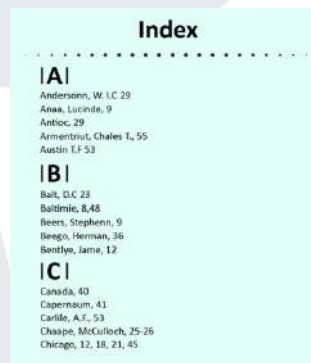 Index
|A|
Andersonn, W. I.C 29
Anaa, Lucinde, 9
Antioc, 29
Armentriut, Chales T., 55
Austin T.F 53
|B|
Balt, D.C 23
Baltimie, 8,48
Beers, Stephenn, 9
Beego, Herman, 36
Bentlye, Jame, 12
|C|
Canada, 40
Capernaum, 41
Carlile, A.F., 53
Chaape, McCulloch, 25-26
Chicago, 12, 18, 21, 45